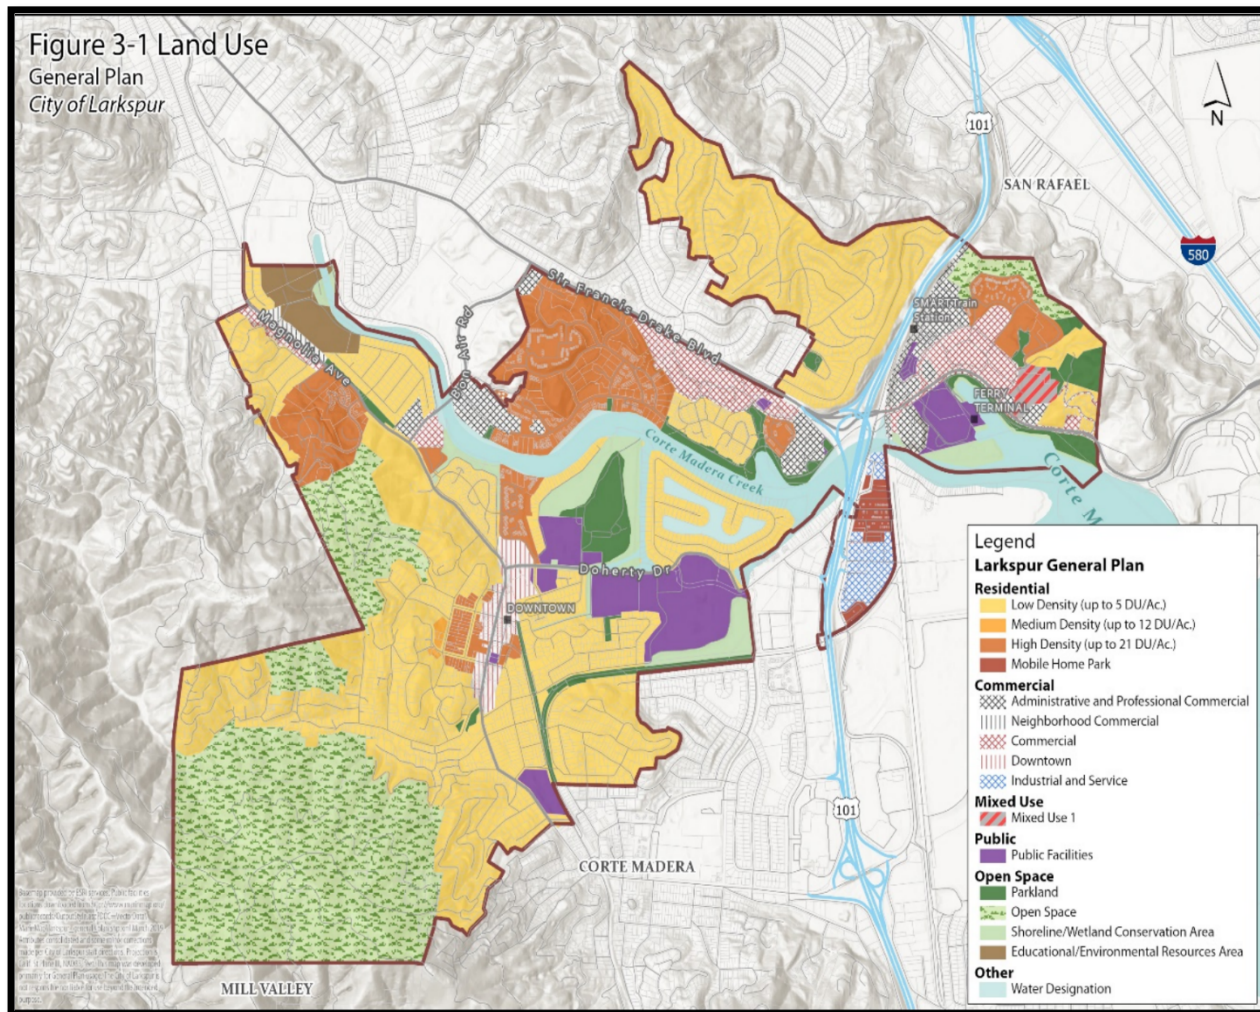 Figure 3-1 Land Use
General Plan
City of Larkspur
N
101
SAN RAFAEL
580
Sir Francis Drake Blvd
SMART Train
Station
Bon Air Rd
Magnolia Ave
FERRY
TERMINAL
Corte Madera Creek
Corte M
Doherty Dr
DOWNTOWN
101
CORTE MADERA
MILL VALLEY
Legend
Larkspur General Plan
Residential
Low Density (up to 5 DU/Ac.)
Medium Density (up to 12 DU/Ac.)
High Density (up to 21 DU/Ac.)
Mobile Home Park
Commercial
Administrative and Professional Commercial
Neighborhood Commercial
Commercial
Downtown
Industrial and Service
Mixed Use
Mixed Use 1
Public
Public Facilities
Open Space
Parkland
Open Space
Shoreline/Wetland Conservation Area
Educational/Environmental Resources Area
Other
Water Designation